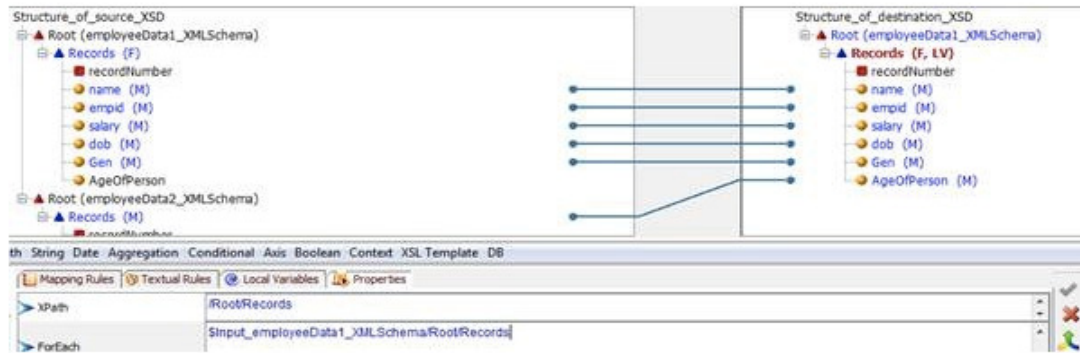 Structure_of_source_XSD
Root (employeeData1_XMLSchema)
Records (F)
recordNumber
name (M)
empid (M)
salary (M)
dob (M)
Gen (M)
AgeOfPerson
Root (employeeData2_XMLSchema)
Records (M)
recordNumber
Structure_of_destination_XSD
Root (employeeData1_XMLSchema)
Records (F, LV)
recordNumber
name (M)
empid (M)
salary (M)
dob (M)
Gen (M)
AgeOfPerson (M)
th String Date Aggregation Conditional Axis Boolean Context XSL Template DB
Mapping Rules Textual Rules Local Variables Properties
XPath /Root/Records
ForEach $Input_employeeData1_XMLSchema/Root/Records